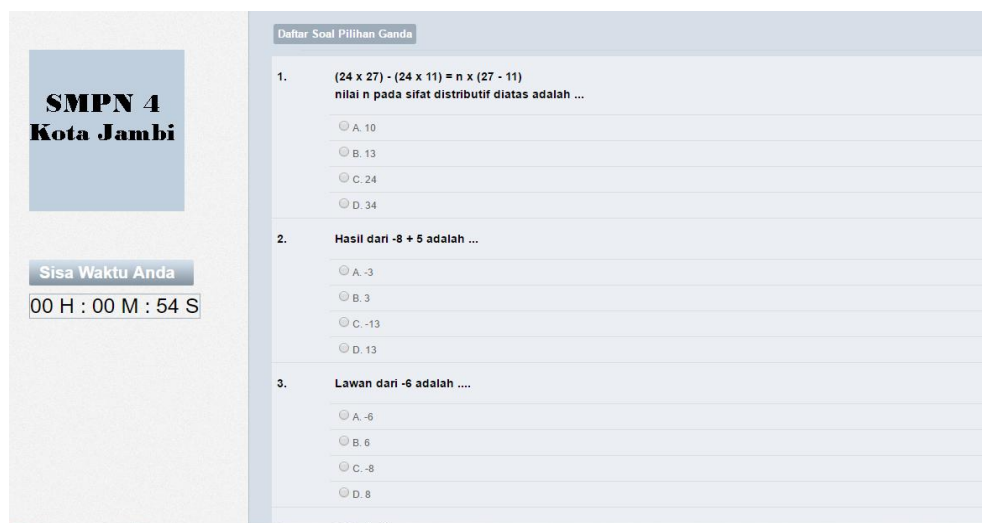 SMPN 4
Kota Jambi
Sisa Waktu Anda
00 H : 00 M : 54 S
Daftar Soal Pilihan Ganda
1. (24 x 27) - (24 x 11) = n x (27 - 11)
nilai n pada sifat distributif diatas adalah ...
A. 10
B. 13
C. 24
D. 34
2. Hasil dari -8 + 5 adalah ...
A. -3
B. 3
C. -13
D. 13
3. Lawan dari -6 adalah ....
A. -6
B. 6
C. -8
D. 8